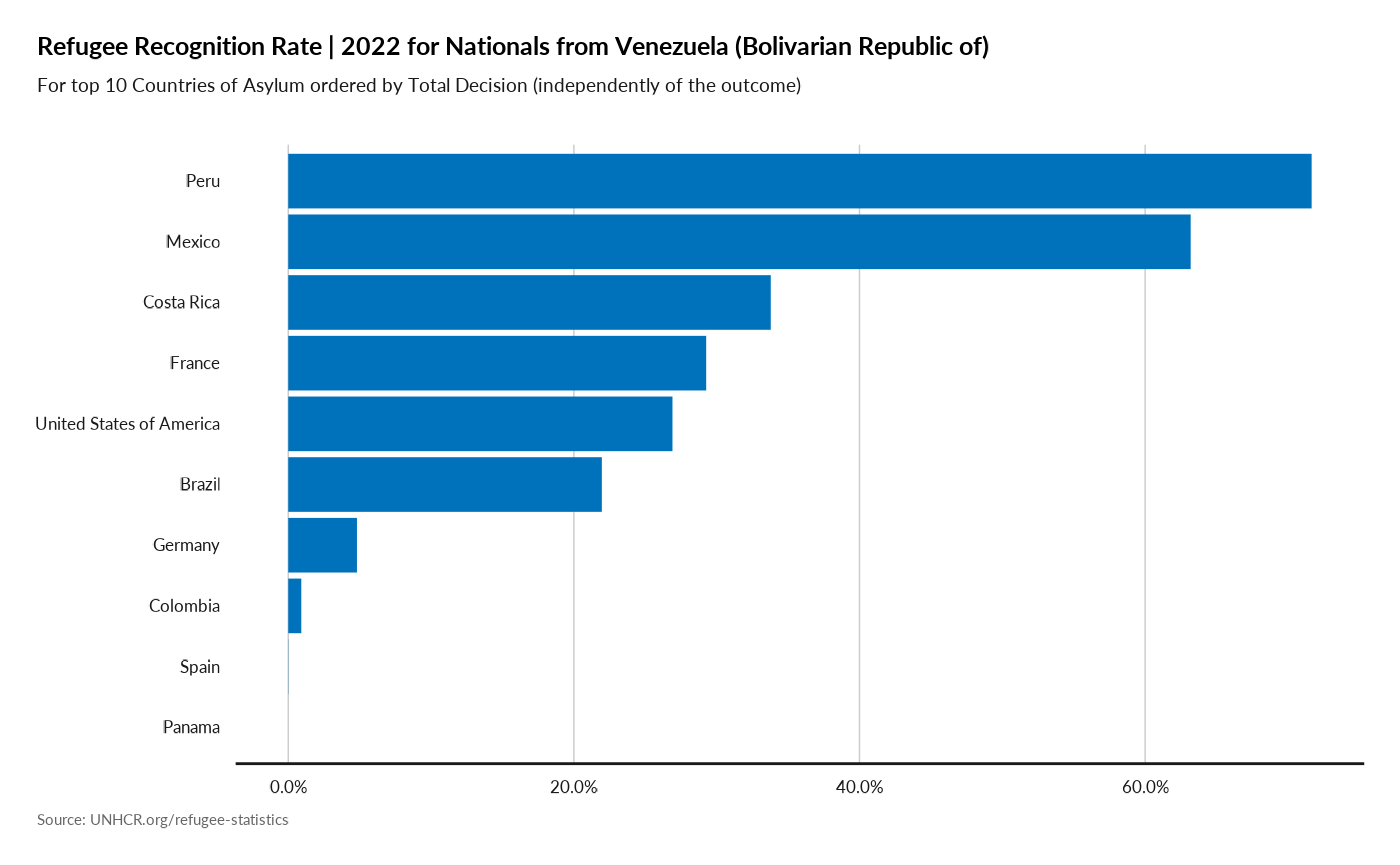 Refugee Recognition Rate | 2022 for Nationals from Venezuela (Bolivarian Republic of)
For top 10 Countries of Asylum ordered by Total Decision (independently of the outcome)
Peru
Mexico
Costa Rica
France
United States of America
Brazil
Germany
Colombia
Spain
Panama
0.0% 20.0% 40.0% 60.0%
Source: UNHCR.org/refugee-statistics